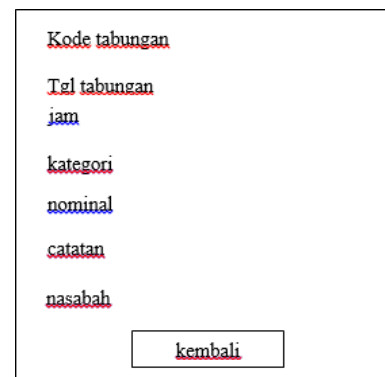 Kode tabungan
Tgl tabungan
jam
kategori
nominal
catatan
nasabah
kembali